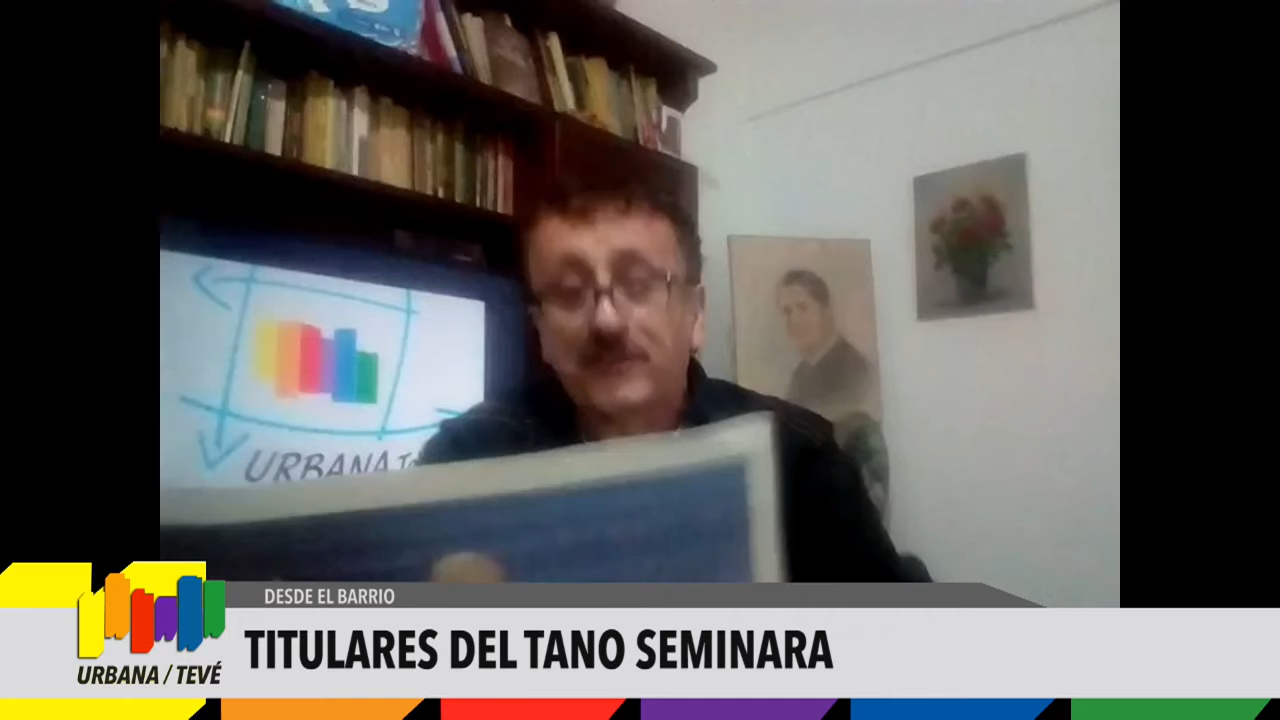 URBANA
DESDE EL BARRIO
TITULARES DEL TANO SEMINARA
URBANA / TEVÉ